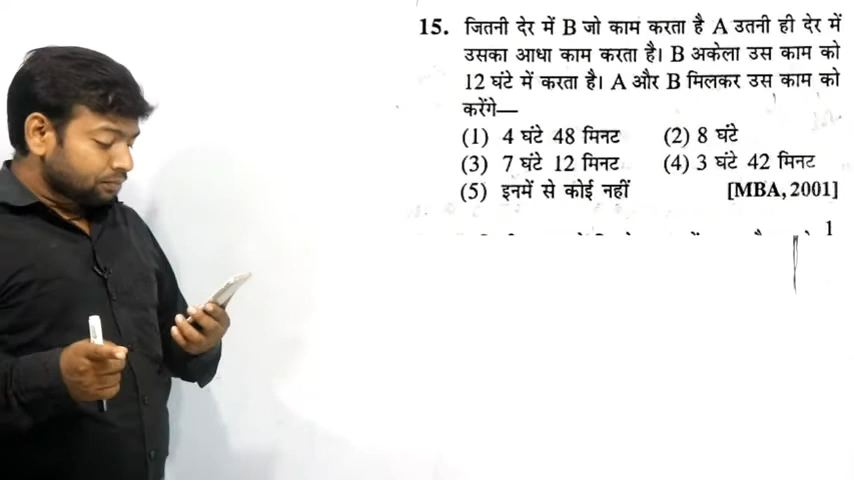 15. जितनी देर में B जो काम करता है A उतनी ही देर में
उसका आधा काम करता है। B अकेला उस काम को
12 घंटे में करता है। A और B मिलकर उस काम को
करेंगे—
(1) 4 घंटे 48 मिनट (2) 8 घंटे
(3) 7 घंटे 12 मिनट (4) 3 घंटे 42 मिनट
(5) इनमें से कोई नहीं [MBA, 2001]
1